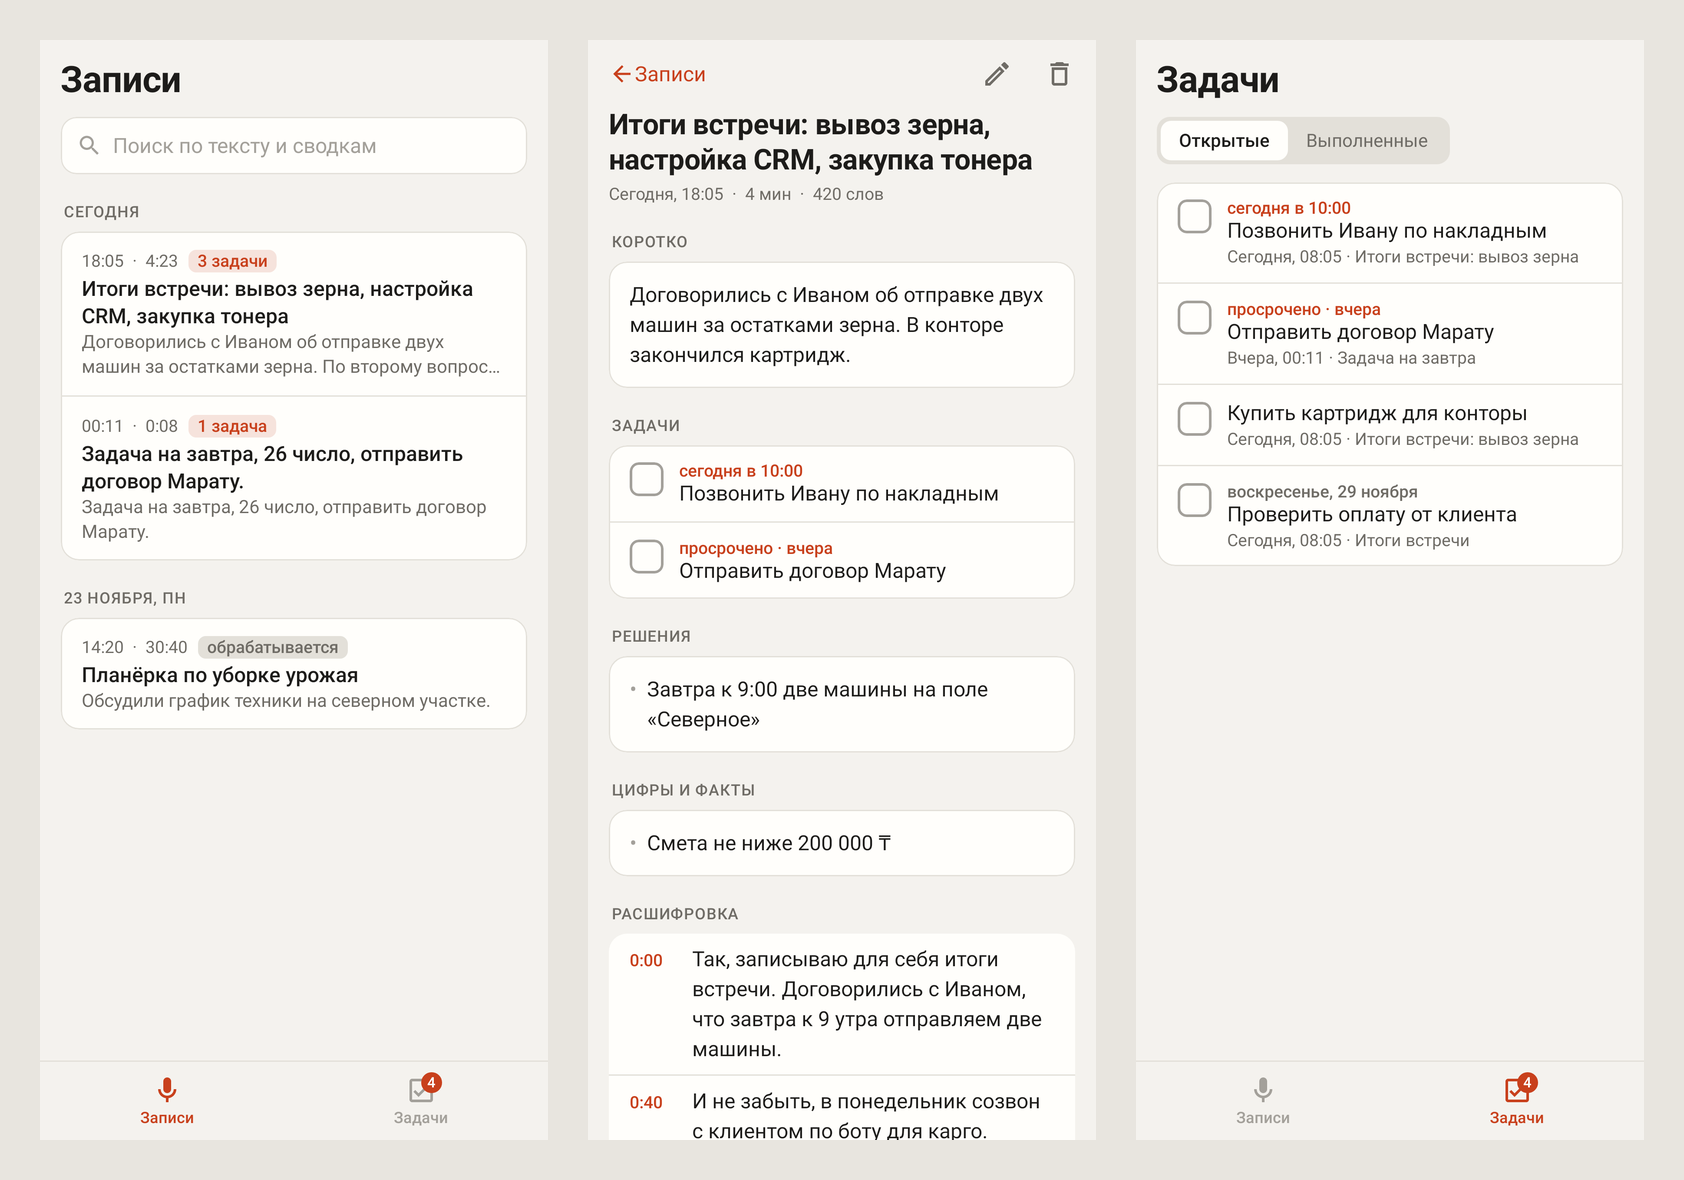 Записи
Поиск по тексту и сводкам
СЕГОДНЯ
18:05 · 4:23 3 задачи
Итоги встречи: вывоз зерна, настройка
CRM, закупка тонера
Договорились с Иваном об отправке двух
машин за остатками зерна. По второму вопрос…
00:11 · 0:08 1 задача
Задача на завтра, 26 число, отправить
договор Марату.
Задача на завтра, 26 число, отправить договор
Марату.
23 НОЯБРЯ, ПН
14:20 · 30:40 обрабатывается
Планёрка по уборке урожая
Обсудили график техники на северном участке.
Записи
4
Задачи
Записи
Итоги встречи: вывоз зерна,
настройка CRM, закупка тонера
Сегодня, 18:05 · 4 мин · 420 слов
КОРОТКО
Договорились с Иваном об отправке двух
машин за остатками зерна. В конторе
закончился картридж.
ЗАДАЧИ
сегодня в 10:00
Позвонить Ивану по накладным
просрочено · вчера
Отправить договор Марату
РЕШЕНИЯ
• Завтра к 9:00 две машины на поле
«Северное»
ЦИФРЫ И ФАКТЫ
• Смета не ниже 200 000 ₸
РАСШИФРОВКА
0:00 Так, записываю для себя итоги
встречи. Договорились с Иваном,
что завтра к 9 утра отправляем две
машины.
0:40 И не забыть, в понедельник созвон
с клиентом по боту для карго.
Задачи
Открытые Выполненные
сегодня в 10:00
Позвонить Ивану по накладным
Сегодня, 08:05 · Итоги встречи: вывоз зерна
просрочено · вчера
Отправить договор Марату
Вчера, 00:11 · Задача на завтра
Купить картридж для конторы
Сегодня, 08:05 · Итоги встречи: вывоз зерна
воскресенье, 29 ноября
Проверить оплату от клиента
Сегодня, 08:05 · Итоги встречи
Записи
4
Задачи